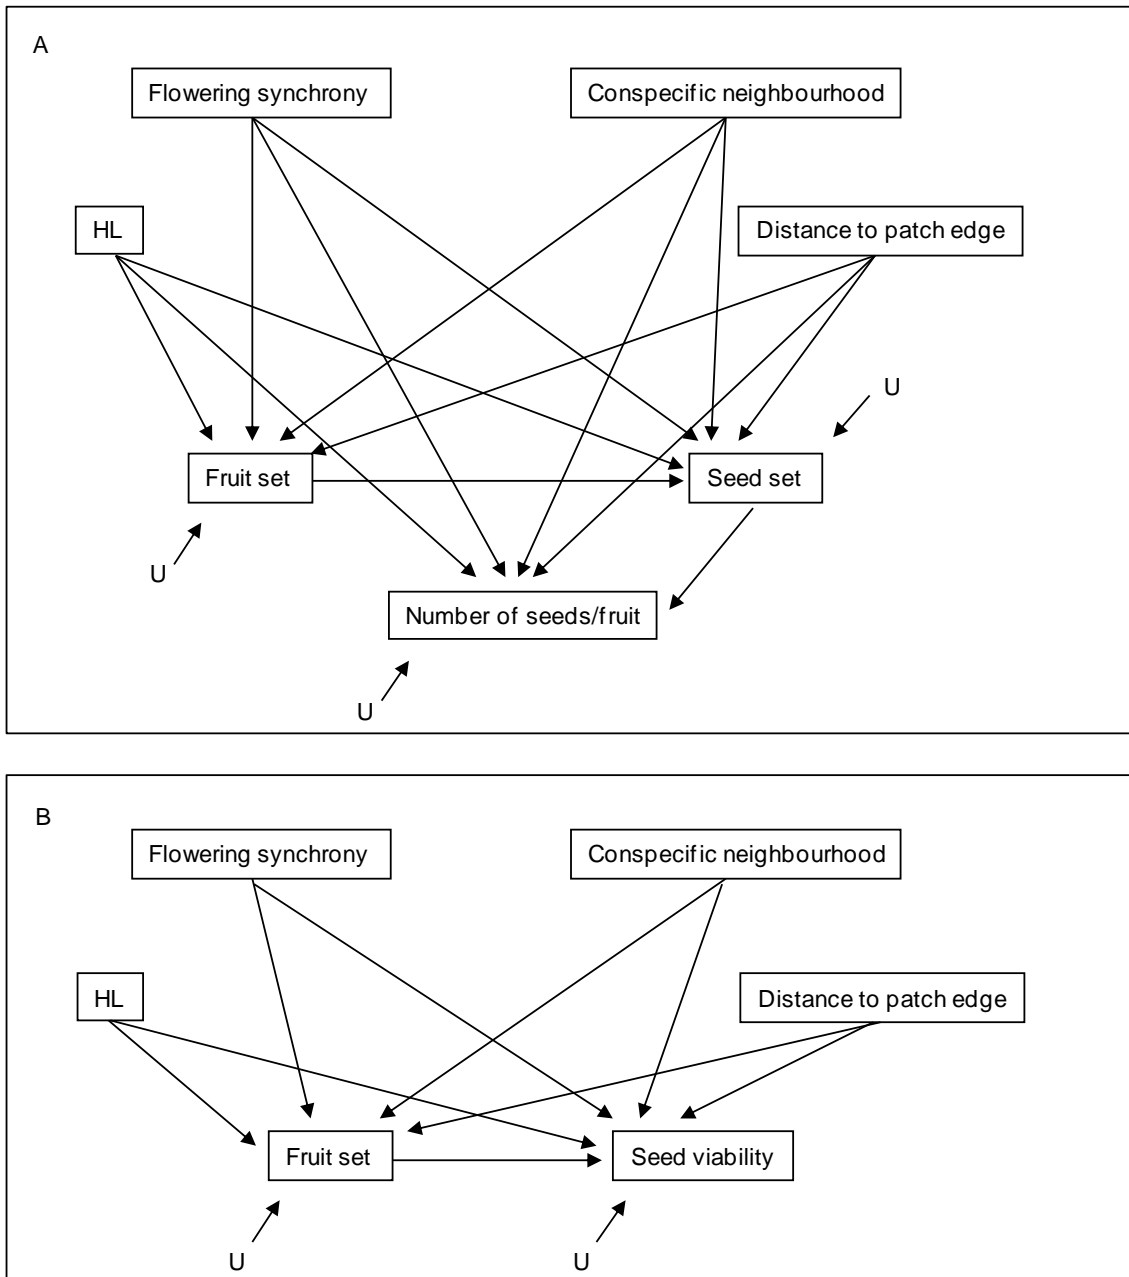 A
Flowering synchrony
Conspecific neighbourhood
HL
Distance to patch edge
U
Fruit set
Seed set
U
Number of seeds/fruit
U
B
Flowering synchrony
Conspecific neighbourhood
HL
Distance to patch edge
Fruit set
Seed viability
U
U